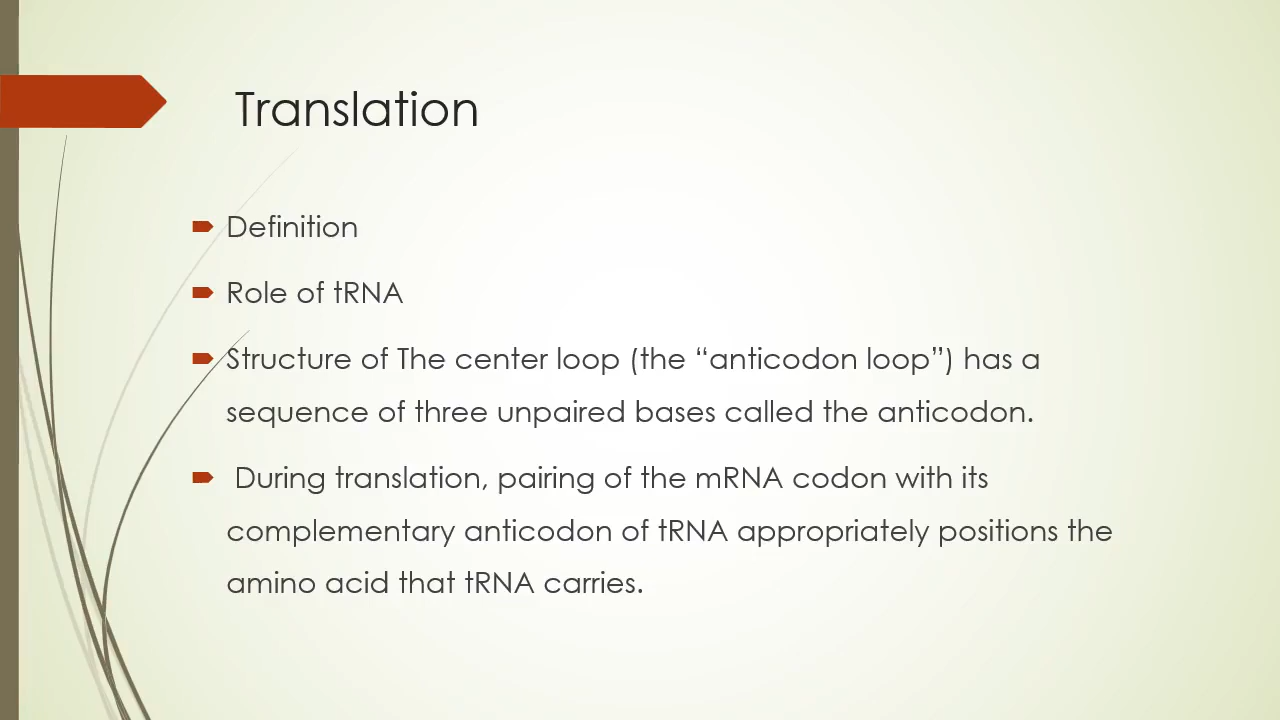 Translation
Definition
Role of tRNA
Structure of The center loop (the “anticodon loop”) has a
sequence of three unpaired bases called the anticodon.
During translation, pairing of the mRNA codon with its
complementary anticodon of tRNA appropriately positions the
amino acid that tRNA carries.